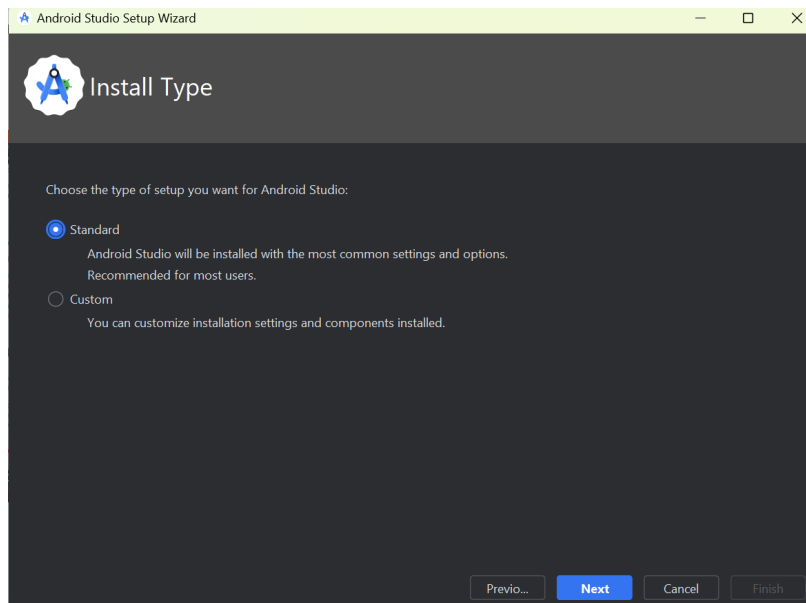 Android Studio Setup Wizard
Install Type
Choose the type of setup you want for Android Studio:
Standard
Android Studio will be installed with the most common settings and options.
Recommended for most users.
Custom
You can customize installation settings and components installed.
Previo... Next Cancel Finish